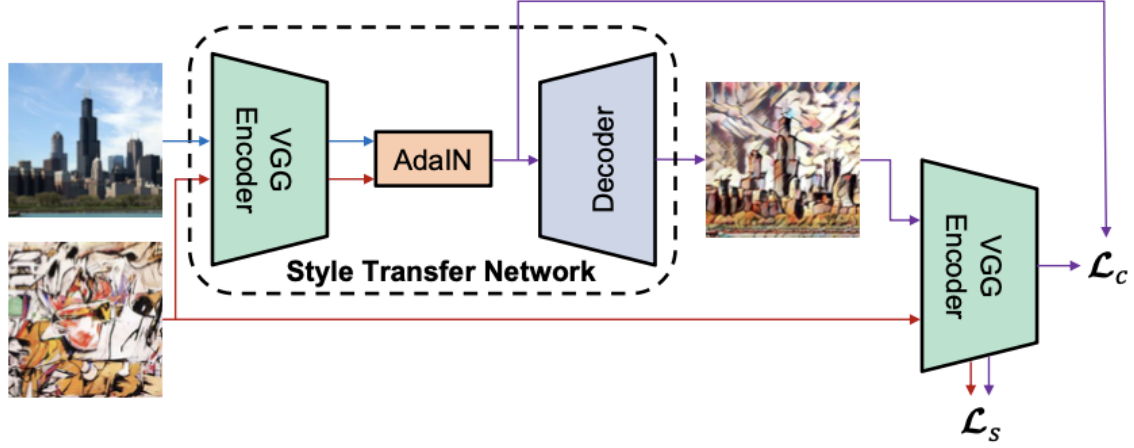 VGG
Encoder
AdaIN
Decoder
Style Transfer Network
VGG
Encoder
ℒc
ℒs